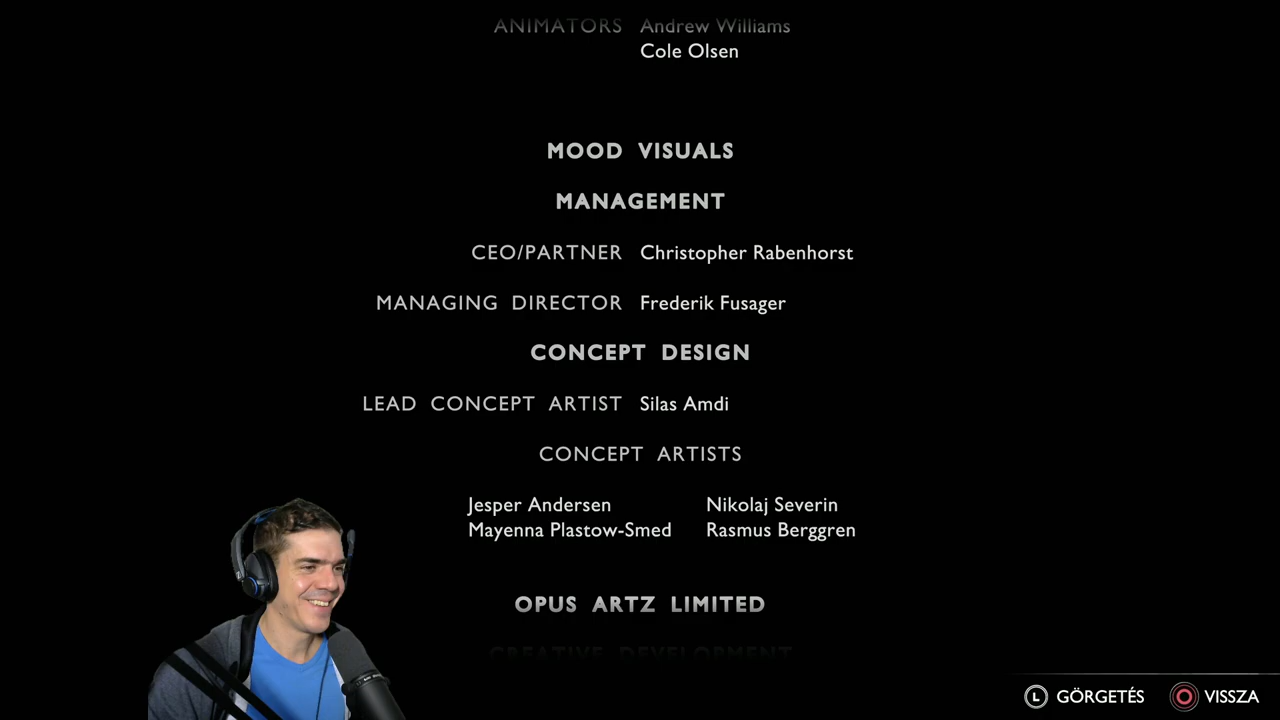 ANIMATORS Andrew Williams
Cole Olsen
MOOD VISUALS
MANAGEMENT
CEO/PARTNER Christopher Rabenhorst
MANAGING DIRECTOR Frederik Fusager
CONCEPT DESIGN
LEAD CONCEPT ARTIST Silas Amdi
CONCEPT ARTISTS
Jesper Andersen Nikolaj Severin
Mayenna Plastow-Smed Rasmus Berggren
OPUS ARTZ LIMITED
CREATIVE DEVELOPMENT
L GÖRGETÉS VISSZA